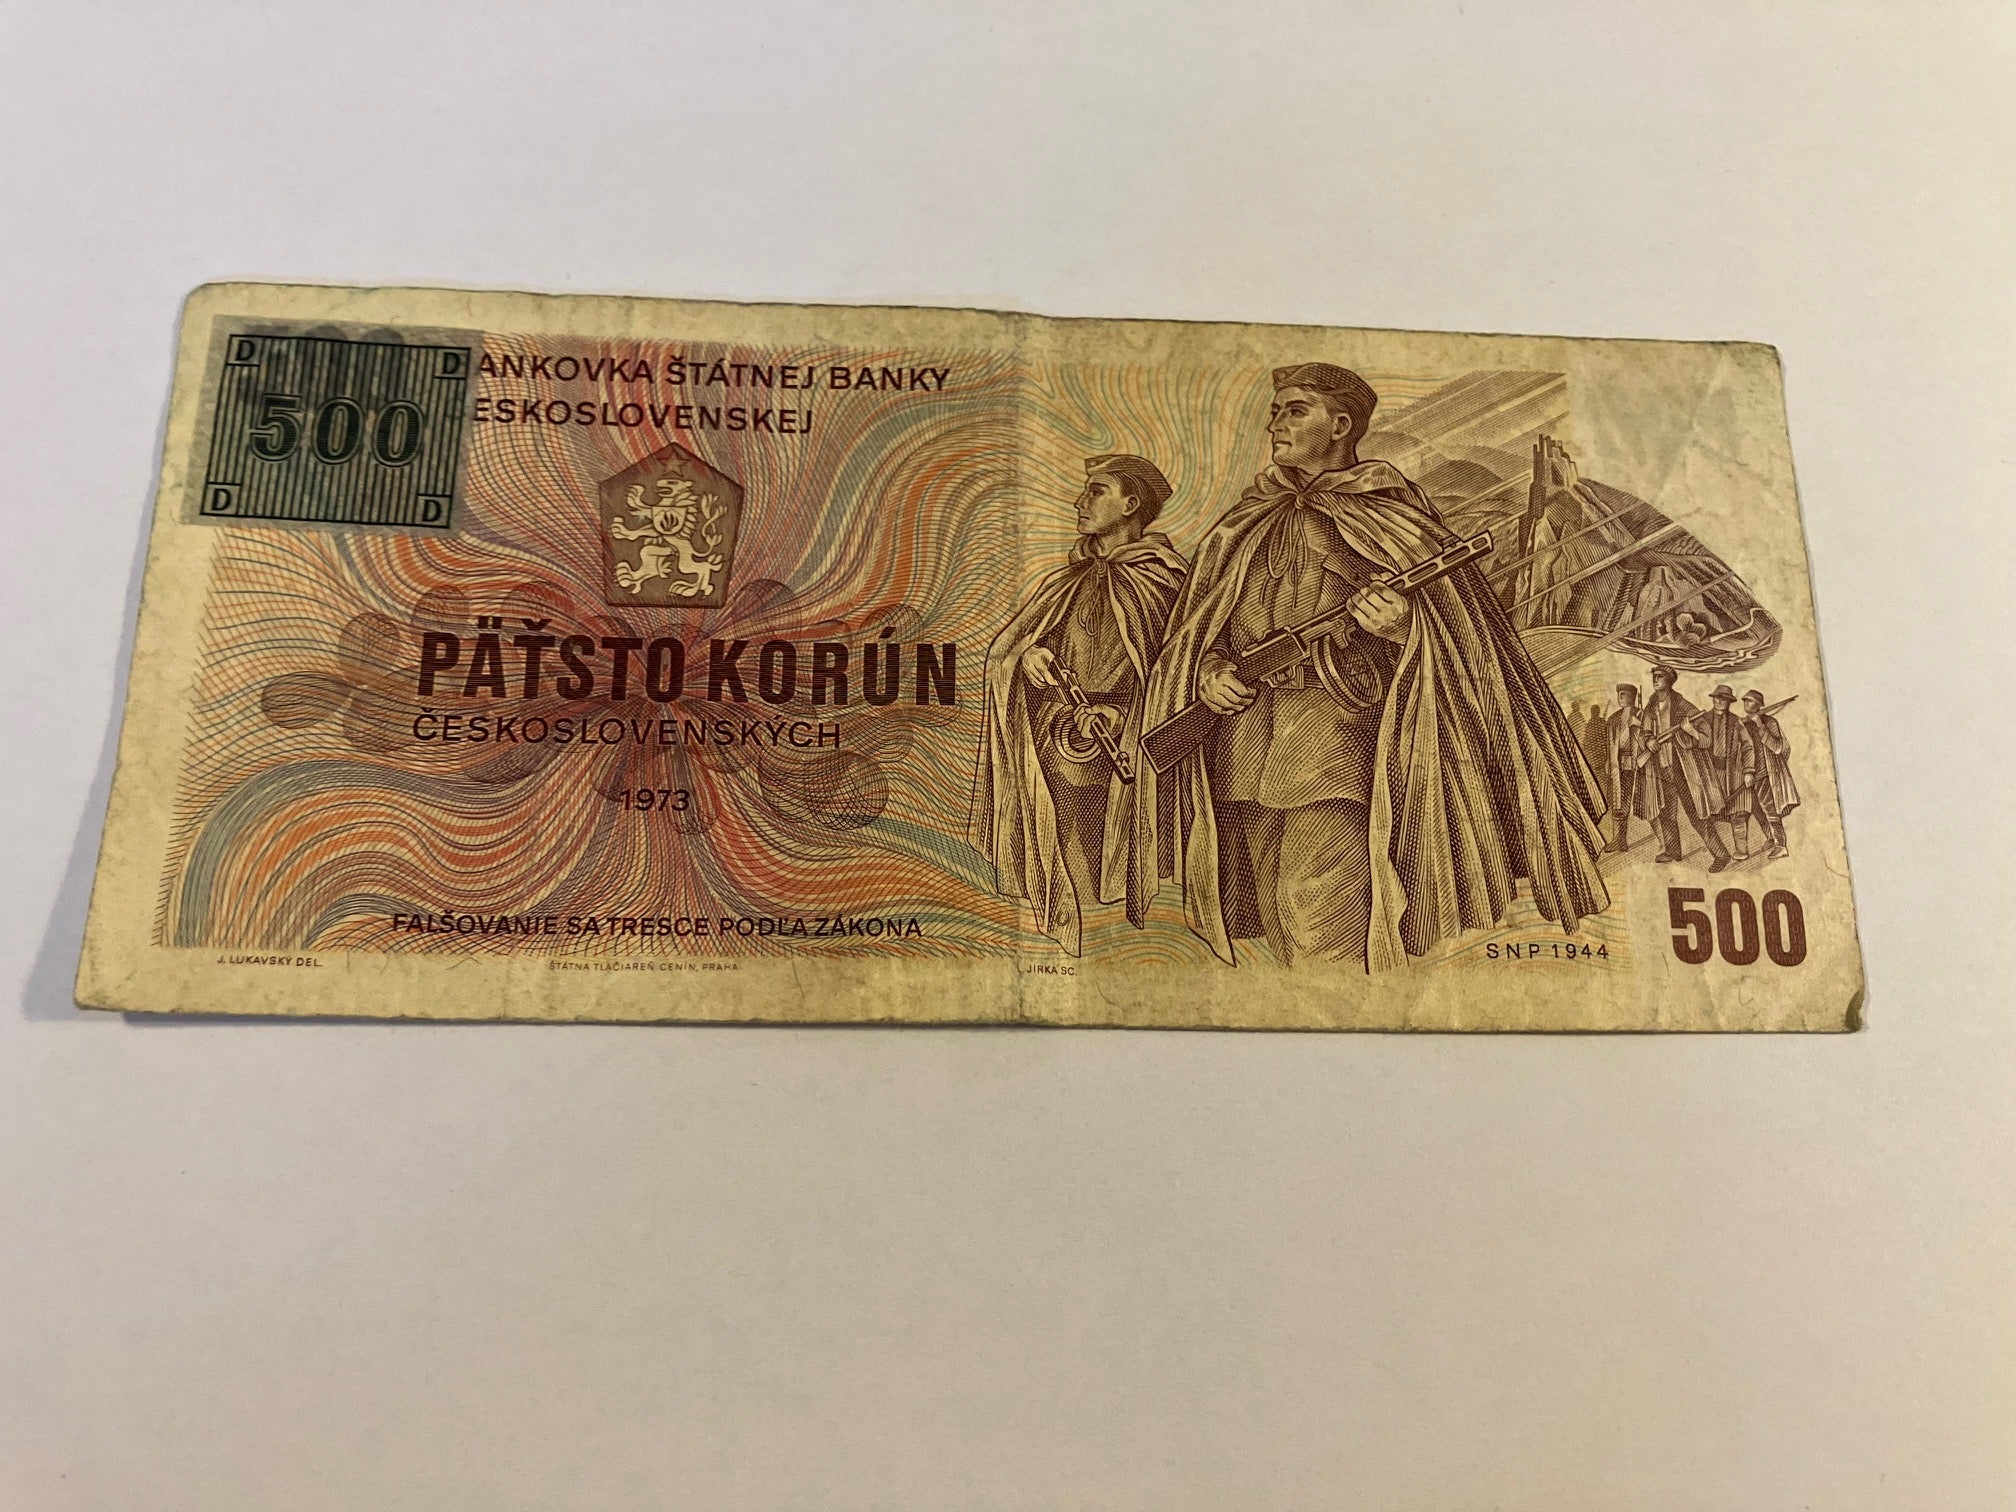 D D
500
D D
ANKOVKA ŠTÁTNEJ BANKY
ESKOSLOVENSKEJ
PÄŤSTO KORÚN
ČESKOSLOVENSKÝCH
1973
FALŠOVANIE SA TRESCE PODĽA ZÁKONA
J. LUKAVSKÝ DEL.
ŠTÁTNA TLAČIAREŇ CENÍN, PRAHA
JIRKA SC.
SNP 1944
500